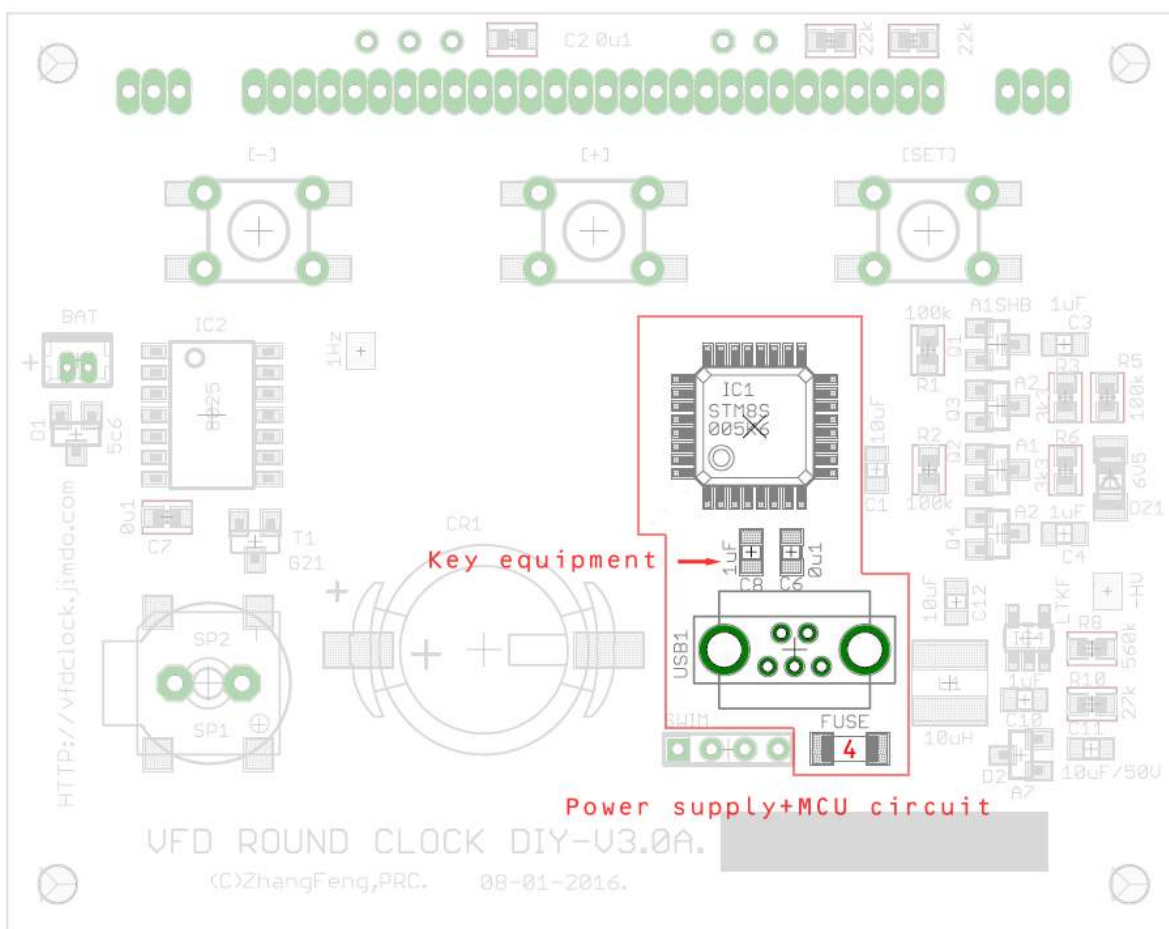 C2 0u1
22k
22k
[-]
[+]
[SET]
BAT
+
IC2
8025
1Hz
D1
5c6
0u1
C7
T1
G21
CR1
+
+
SP2
SP1
HTTP://vfdclock.jimdo.com
IC1
STM8S
005K6
10uF
C1
100k
R1
Q1
A1SHB
1uF
C3
R3
3k3
R5
100k
Q3
A2
R2
100k
Q2
A1
R6
3k3
6V5
DZ1
Q4
A2
1uF
C4
Key equipment
1uF
C8
C6
0u1
USB1
SWIM
FUSE
4
10uF
C12
LTKF
-HV
R8
560k
L1
10uH
1uF
C10
R10
27k
C11
10uF/50V
D2
A7
Power supply+MCU circuit
VFD ROUND CLOCK DIY-V3.0A.
(C)ZhangFeng,PRC. 08-01-2016.